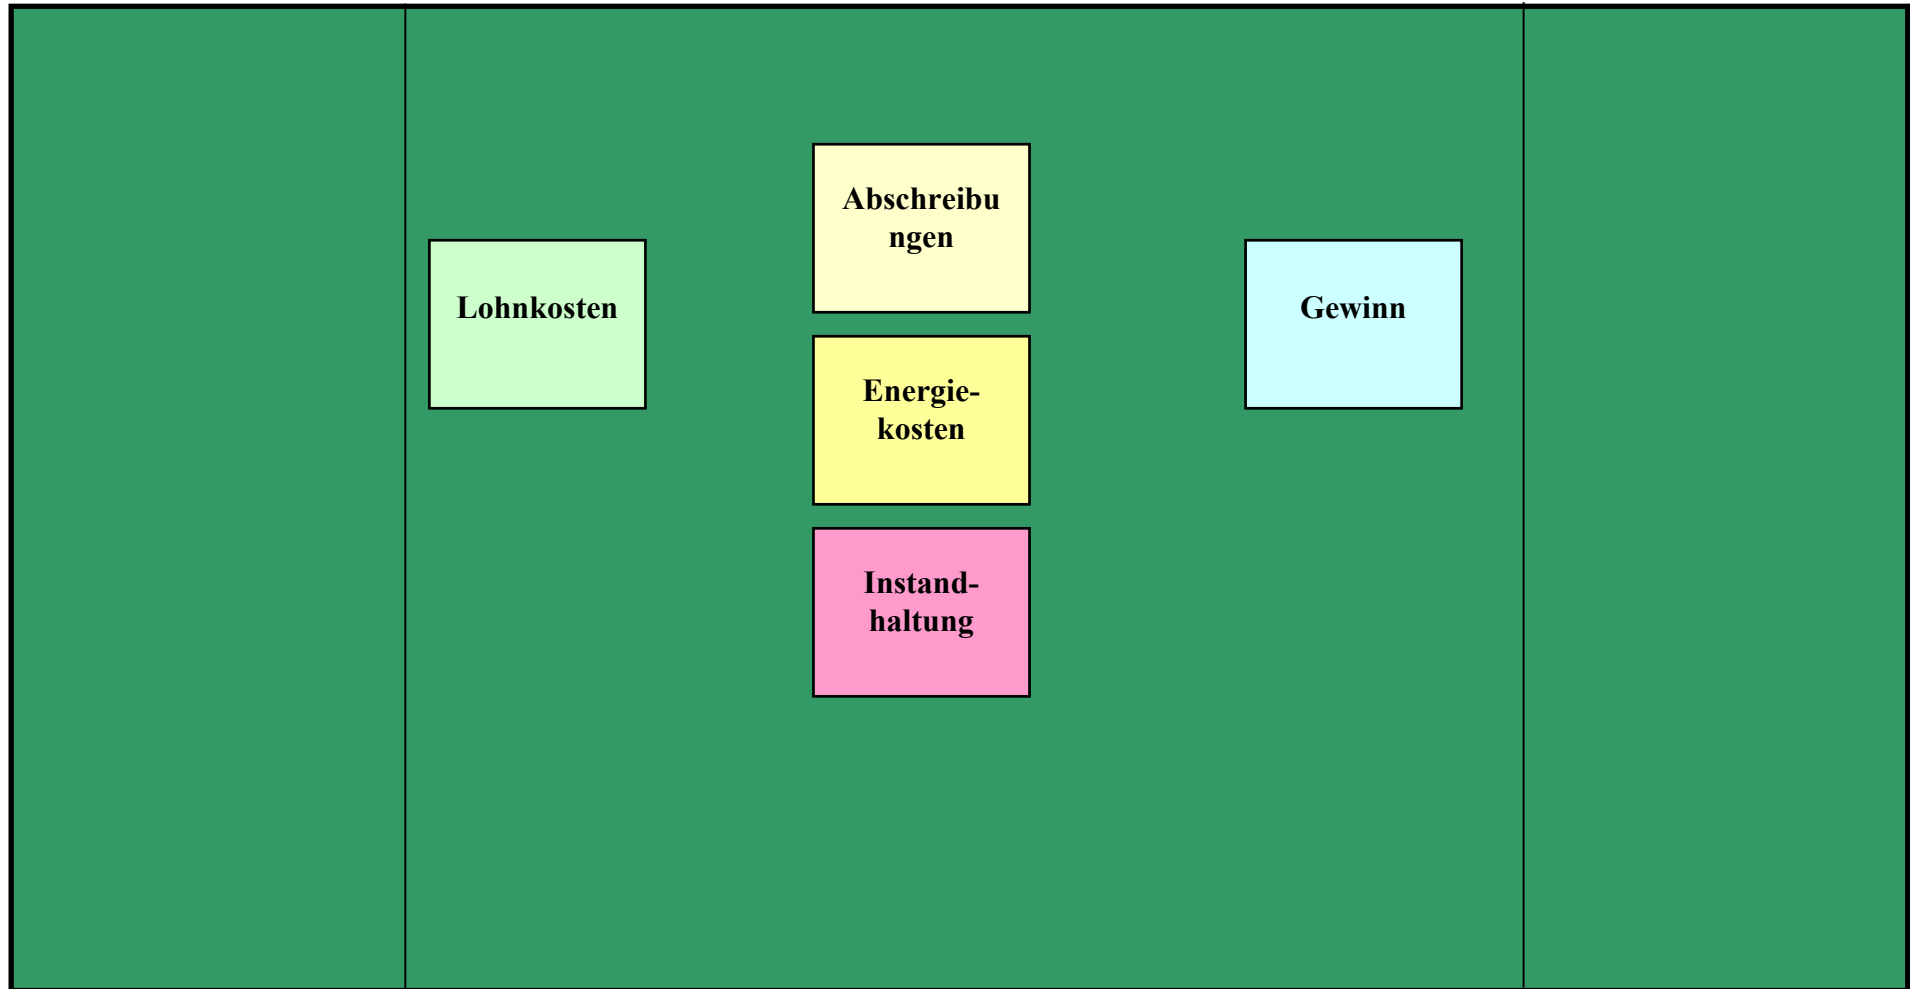 Abschreibu
ngen
Lohnkosten
Gewinn
Energie-
kosten
Instand-
haltung